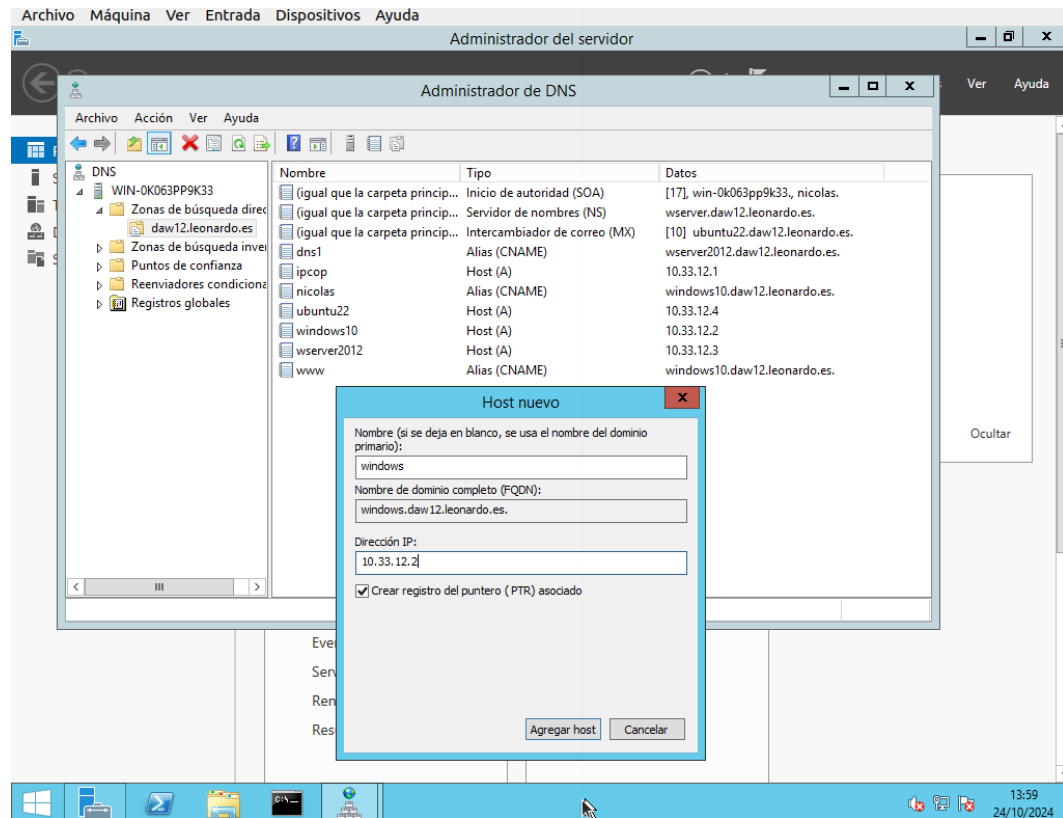 Archivo Máquina Ver Entrada Dispositivos Ayuda
Administrador del servidor
Ver Ayuda
Administrador de DNS
Archivo Acción Ver Ayuda
DNS
WIN-0K063PP9K33
Zonas de búsqueda direc
daw12.leonardo.es
Zonas de búsqueda inver
Puntos de confianza
Reenviadores condiciona
Registros globales
Nombre Tipo Datos
(igual que la carpeta princip... Inicio de autoridad (SOA) [17], win-0k063pp9k33., nicolas.
(igual que la carpeta princip... Servidor de nombres (NS) wserver.daw12.leonardo.es.
(igual que la carpeta princip... Intercambiador de correo (MX) [10] ubuntu22.daw12.leonardo.es.
dns1 Alias (CNAME) wserver2012.daw12.leonardo.es.
ipcop Host (A) 10.33.12.1
nicolas Alias (CNAME) windows10.daw12.leonardo.es.
ubuntu22 Host (A) 10.33.12.4
windows10 Host (A) 10.33.12.2
wserver2012 Host (A) 10.33.12.3
www Alias (CNAME) windows10.daw12.leonardo.es.
Host nuevo
Nombre (si se deja en blanco, se usa el nombre del dominio
primario):
windows
Nombre de dominio completo (FQDN):
windows.daw12.leonardo.es.
Dirección IP:
10.33.12.2
Crear registro del puntero (PTR) asociado
Agregar host Cancelar
Ocultar
Eve
Serv
Ren
Res
C:\_
13:59
24/10/2024